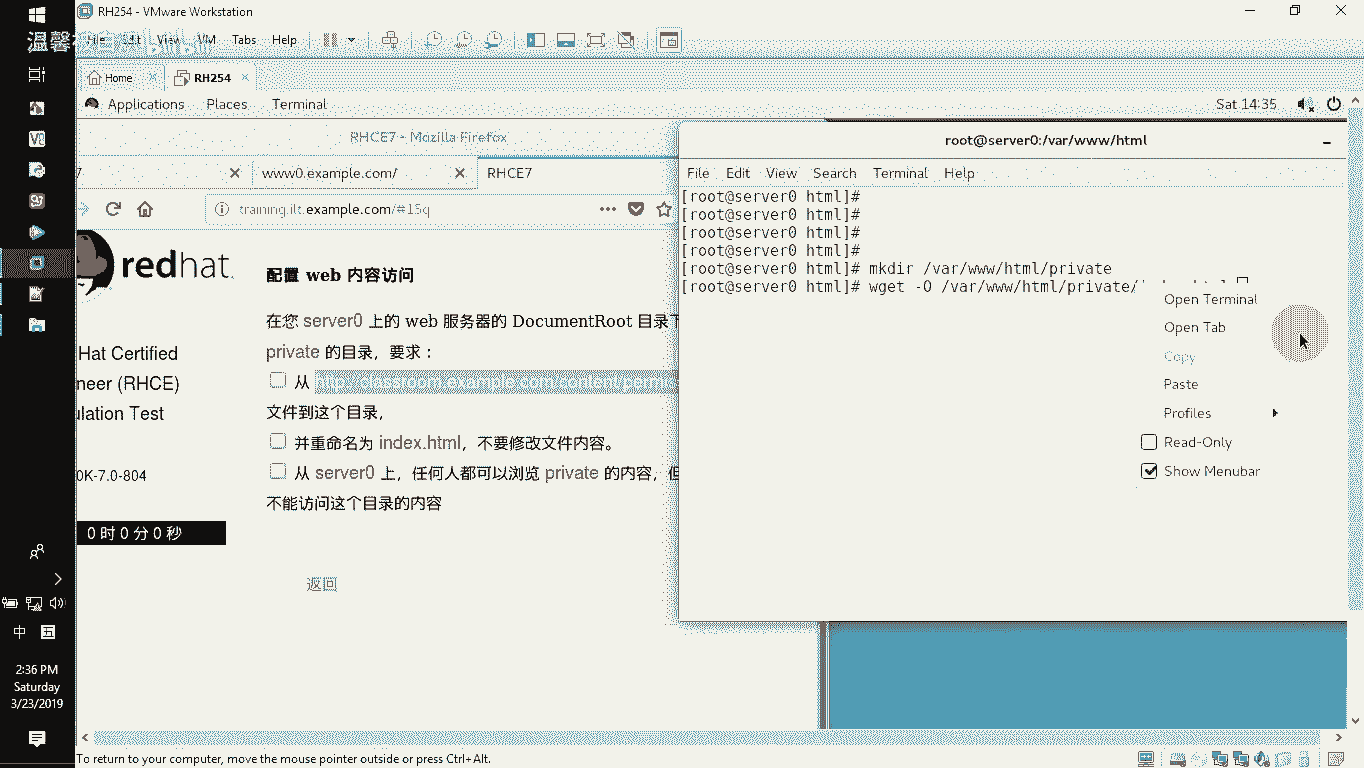 RH254 - VMware Workstation
温馨
File Edit View VM Tabs Help
Home
RH254
Applications Places Terminal
Sat 14:35
RHCE7 - Mozilla Firefox
www0.example.com/
RHCE7
training.ilt.example.com/#15q
redhat.
Hat Certified
neer (RHCE)
ulation Test
0K-7.0-804
0 时 0 分 0 秒
配置 web 内容访问
在您 server0 上的 web 服务器的 DocumentRoot 目录下
private 的目录，要求：
从 http://classroom.example.com/content/permi
文件到这个目录，
并重命名为 index.html，不要修改文件内容。
从 server0 上，任何人都可以浏览 private 的内容，但
不能访问这个目录的内容
返回
root@server0:/var/www/html
File Edit View Search Terminal Help
[root@server0 html]#
[root@server0 html]#
[root@server0 html]#
[root@server0 html]#
[root@server0 html]# mkdir /var/www/html/private
[root@server0 html]# wget -O /var/www/html/private/
Open Terminal
Open Tab
Copy
Paste
Profiles
Read-Only
Show Menubar
中
五
2:36 PM
Saturday
3/23/2019
To return to your computer, move the mouse pointer outside or press Ctrl+Alt.